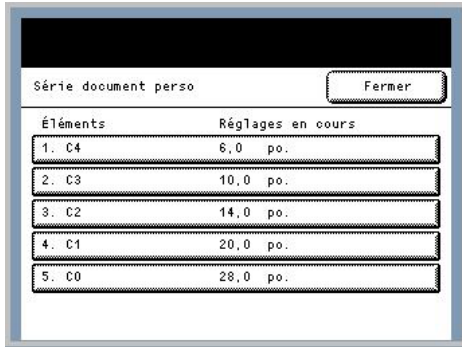 Série document perso Fermer
Éléments Réglages en cours
1. C4 6,0 po.
2. C3 10,0 po.
3. C2 14,0 po.
4. C1 20,0 po.
5. C0 28,0 po.